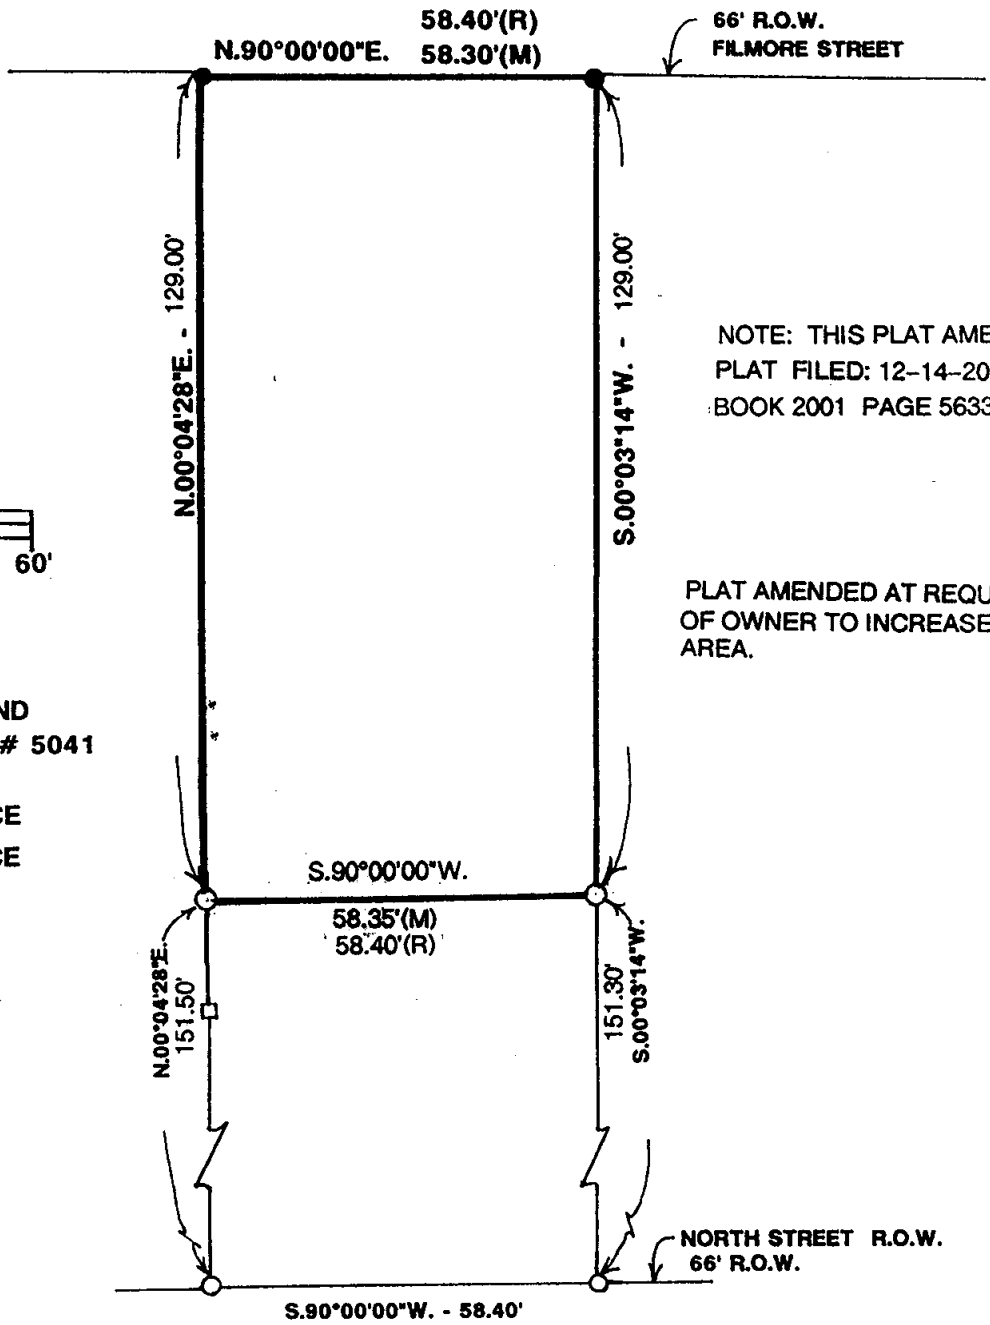 58.40'(R)
N.90°00'00"E. 58.30'(M)
66' R.O.W.
FILMORE STREET
N.00°04'28"E. - 129.00'
S.00°03"14"W. - 129.00'
NOTE: THIS PLAT AME
PLAT FILED: 12-14-20
BOOK 2001 PAGE 5633
60'
PLAT AMENDED AT REQU
OF OWNER TO INCREASE
AREA.
ND
# 5041
CE
CE
S.90°00'00"W.
58.35'(M)
58.40'(R)
N.00°04'28"E.
151.50'
151.30'
S.00°03'14"W.
NORTH STREET R.O.W.
66' R.O.W.
S.90°00'00"W. - 58.40'